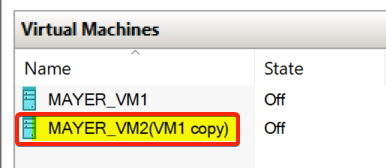 Virtual Machines
Name State
MAYER_VM1 Off
MAYER_VM2(VM1 copy) Off